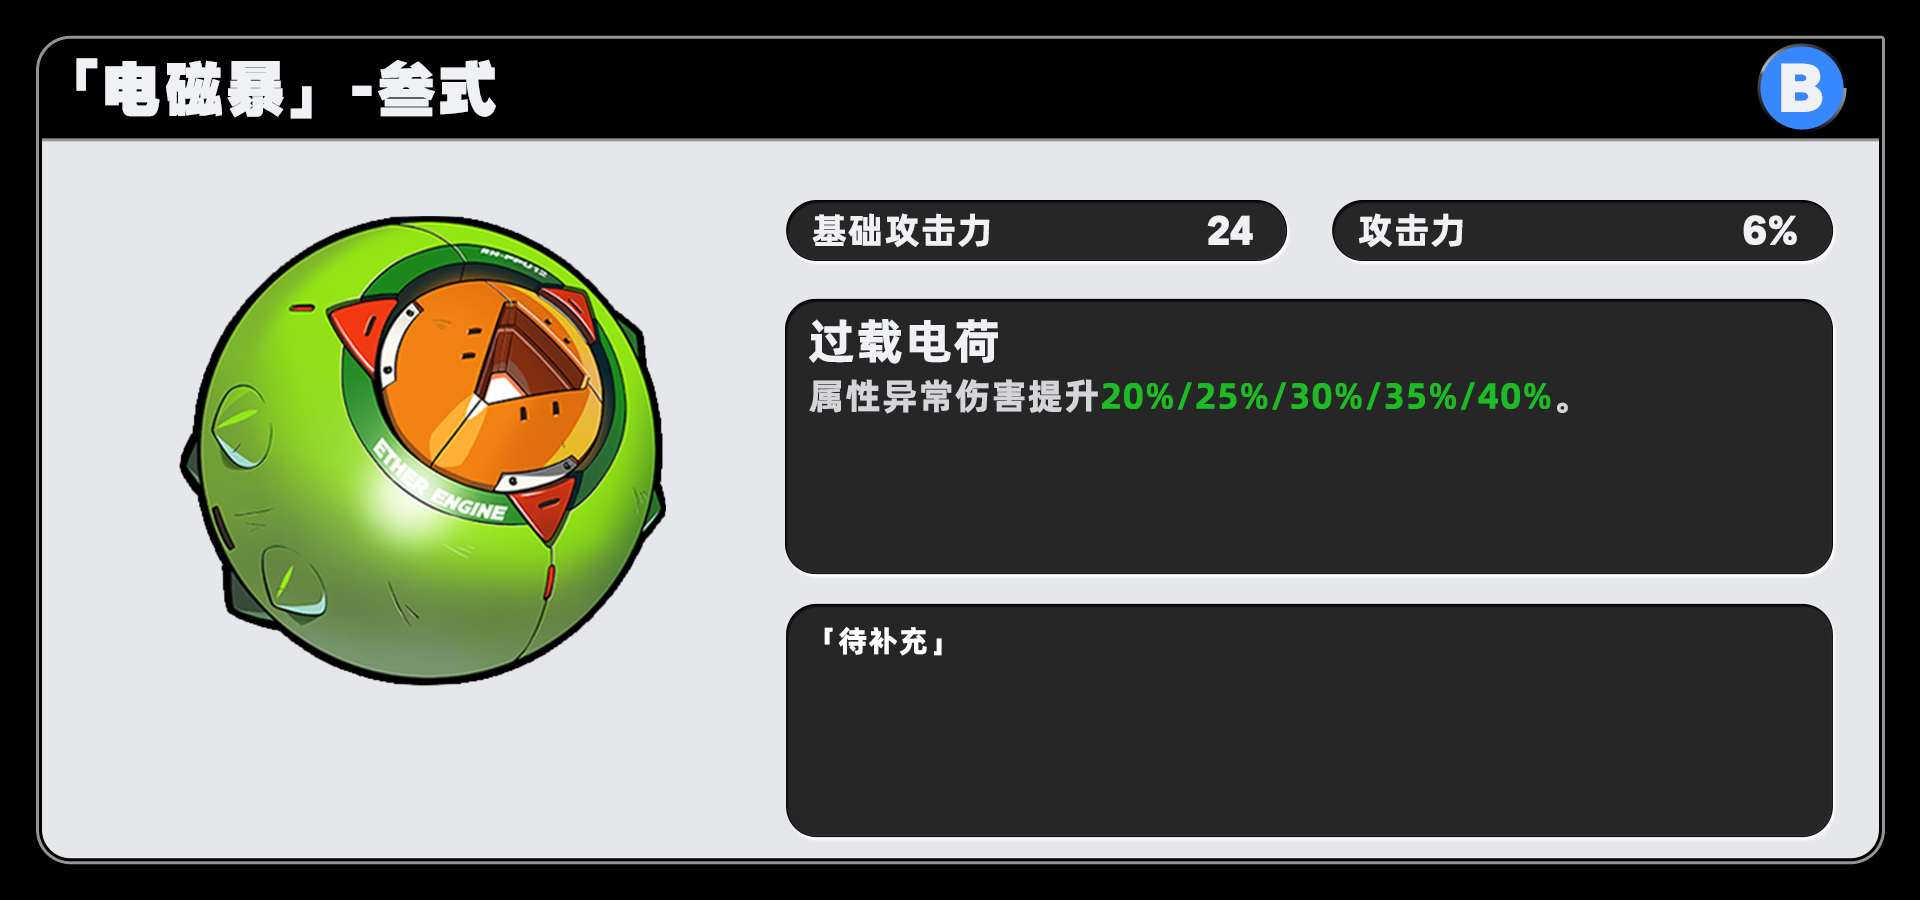 「电磁暴」-叁式
B
基础攻击力 24
攻击力 6%
过载电荷
属性异常伤害提升20%/25%/30%/35%/40%。
「待补充」
ETHER ENGINE